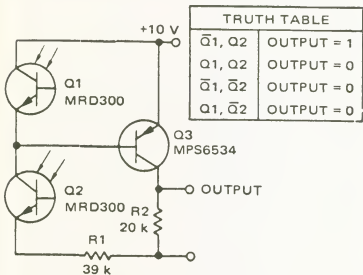 +10 V
TRUTH TABLE
Q̅1, Q2 OUTPUT = 1
Q1, Q2 OUTPUT = 0
Q̅1, Q̅2 OUTPUT = 0
Q1, Q̅2 OUTPUT = 0
Q1
MRD300
Q3
MPS6534
Q2
MRD300
OUTPUT
R2
20 k
R1
39 k